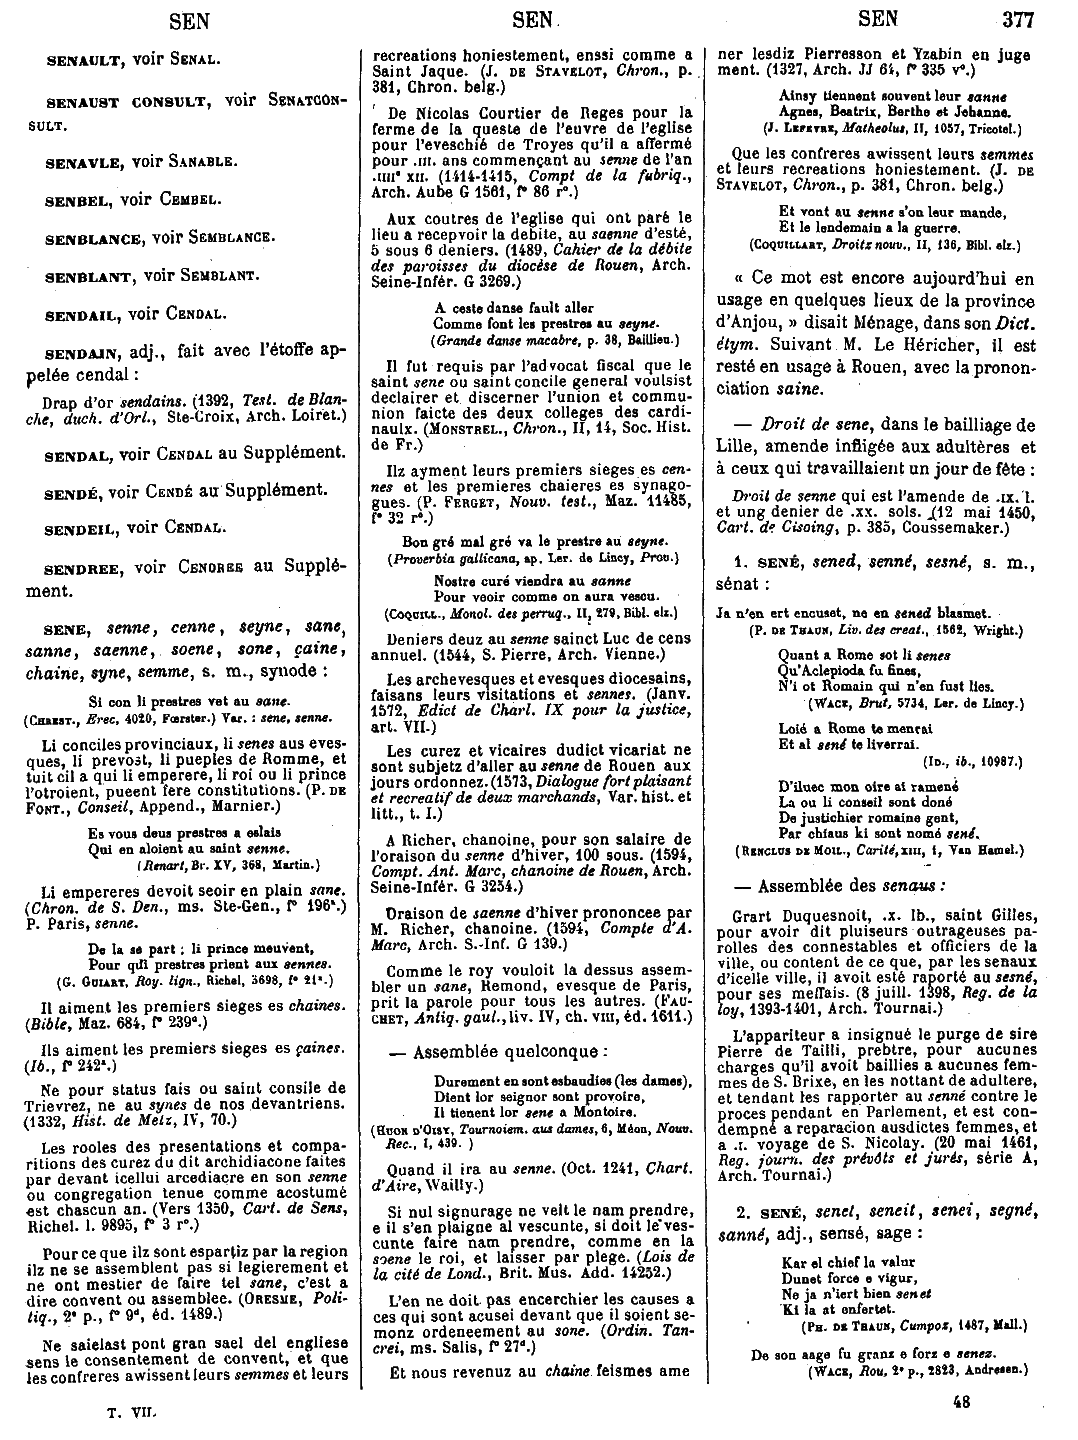 SEN
SEN
SEN
377
SENAULT, voir SENAL.
SENAUST CONSULT, voir SENATCON-
SULT.
SENAVLE, voir SANABLE.
SENBEL, voir CEMBEL.
SENBLANCE, voir SEMBLANCE.
SENBLANT, voir SEMBLANT.
SENDAIL, voir CENDAL.
SENDAIN, adj., fait avec l'étoffe ap-
pelée cendal :
Drap d'or sendains. (1392, Test. de Blan-
che, duch. d'Orl., Ste-Croix, Arch. Loiret.)
SENDAL, voir CENDAL au Supplément.
SENDÉ, voir CENDÉ au Supplément.
SENDEIL, voir CENDAL.
SENDREE, voir CENDREE au Supplé-
ment.
SENE, senne, cenne, seyne, sane,
sanne, saenne, soene, sone, çaine,
chaine, syne, semme, s. m., synode :
Si con li prestres vet au sane.
(CHREST., Erec, 4020, Fœrster.) Var. : sene, senne.
Li conciles provinciaux, li senes aus eves-
ques, li prevost, li pueples de Romme, et
tuit cil a qui li emperere, li roi ou li prince
l'otroient, pueent fere constitutions. (P. DE
FONT., Conseil, Append., Marnier.)
Es vous deus prestres a eslais
Qui en aloient au saint senne.
(Renart, Br. XV, 368, Martin.)
Li empereres devoit seoir en plain sane.
(Chron. de S. Den., ms. Ste-Gen., f° 196ª.)
P. Paris, senne.
De la se part ; li prince meuvent,
Pour qu'il prestres prient aux sennes.
(G. GUIART, Roy. lign., Richel, 5698, f° 21ª.)
Il aiment les premiers sieges es chaines.
(Bible, Maz. 684, f° 239ª.)
Ils aiment les premiers sieges es çaines.
(Ib., f° 242ª.)
Ne pour status fais ou saint consile de
Trievrez, ne au synes de nos devantriens.
(1332, Hist. de Metz, IV, 70.)
Les rooles des presentations et compa-
ritions des curez du dit archidiacone faites
par devant icellui arcediacre en son senne
ou congregation tenue comme acostumé
est chascun an. (Vers 1350, Cart. de Sens,
Richel. l. 9895, f° 3 r°.)
Pour ce que ilz sont espartiz par la region
ilz ne se assemblent pas si legierement et
ne ont mestier de faire tel sane, c'est a
dire convent ou assemblee. (ORESME, Poli-
tiq., 2ᵉ p., f° 9ᵈ, éd. 1489.)
Ne saielast pont gran sael del engliese
sens le consentement de convent, et que
les confreres awissent leurs semmes et leurs
T. VII.
recreations honiestement, enssi comme a
Saint Jaque. (J. DE STAVELOT, Chron., p.
381, Chron. belg.)
De Nicolas Courtier de Reges pour la
ferme de la queste de l'euvre de l'eglise
pour l'eveschié de Troyes qu'il a affermé
pour .III. ans commençant au senne de l'an
.IIIIᶜ XII. (1414-1415, Compt de la fabriq.,
Arch. Aube G 1561, f° 86 r°.)
Aux coutres de l'eglise qui ont paré le
lieu a recepvoir la debite, au saenne d'esté,
5 sous 6 deniers. (1489, Cahier de la débite
des paroisses du diocèse de Rouen, Arch.
Seine-Infér. G 3269.)
A ceste danse fault aller
Comme font les prestres au seyne.
(Grande danse macabre, p. 38, Baillieu.)
Il fut requis par l'advocat fiscal que le
saint sene ou saint concile general voulsist
declairer et discerner l'union et commu-
nion faicte des deux colleges des cardi-
naulx. (MONSTREL., Chron., II, 14, Soc. Hist.
de Fr.)
Ilz ayment leurs premiers sieges es cen-
nes et les premieres chaieres es synago-
gues. (P. FERGET, Nouv. test., Maz. 11485,
f° 32 r°.)
Bon gré mal gré va le prestre au seyne.
(Proverbia gallicana, ap. Ler. de Lincy, Prov.)
Nostre curé viendra au sanne
Pour veoir comme on aura vescu.
(COQUILL., Monol. des perruq., II, 279, Bibl. elz.)
Deniers deuz au senne sainct Luc de cens
annuel. (1544, S. Pierre, Arch. Vienne.)
Les archevesques et evesques diocesains,
faisans leurs visitations et sennes. (Janv.
1572, Edict de Charl. IX pour la justice,
art. VII.)
Les curez et vicaires dudict vicariat ne
sont subjetz d'aller au senne de Rouen aux
jours ordonnez. (1573, Dialogue fort plaisant
et recreatif de deux marchands, Var. hist. et
litt., t. I.)
A Richer, chanoine, pour son salaire de
l'oraison du senne d'hiver, 100 sous. (1594,
Compt. Ant. Marc, chanoine de Rouen, Arch.
Seine-Infér. G 3254.)
Oraison de saenne d'hiver prononcee par
M. Richer, chanoine. (1594, Compte d'A.
Marc, Arch. S.-Inf. G 139.)
Comme le roy vouloit la dessus assem-
bler un sane, Remond, evesque de Paris,
prit la parole pour tous les autres. (FAU-
CHET, Antiq. gaul., liv. IV, ch. VIII, éd. 1611.)
— Assemblée quelconque :
Durement en sont esbaudies (les dames),
Dient lor seignor sont provoire,
Il tienent lor sene a Montoire.
(HUON D'OISY, Tournoiem. aus dames, 6, Méon, Nouv.
Rec., I, 439. )
Quand il ira au senne. (Oct. 1241, Chart.
d'Aire, Wailly.)
Si nul signurage ne velt le nam prendre,
e il s'en plaigne al vescunte, si doit le ves-
cunte faire nam prendre, comme en la
soene le roi, et laisser par plege. (Lois de
la cité de Lond., Brit. Mus. Add. 14252.)
L'en ne doit pas encerchier les causes a
ces qui sont acusei devant que il soient se-
monz ordeneement au sone. (Ordin. Tan-
crei, ms. Salis, f° 27ª.)
Et nous revenuz au chaine feismes ame
ner lesdiz Pierresson et Yzabin en juge
ment. (1327, Arch. JJ 64, f° 335 v°.)
Ainsy tiennent souvent leur sanne
Agnes, Beatrix, Berthe et Jehanne.
(J. LEFEVRE, Matheolus, II, 1057, Tricotel.)
Que les confreres awissent leurs semmes
et leurs recreations honiestement. (J. DE
STAVELOT, Chron., p. 381, Chron. belg.)
Et vont au senne s'on leur mande,
Et le lendemain a la guerre.
(COQUILLART, Droitz nouv., II, 136, Bibl. elz.)
« Ce mot est encore aujourd'hui en
usage en quelques lieux de la province
d'Anjou, » disait Ménage, dans son Dict.
étym. Suivant M. Le Héricher, il est
resté en usage à Rouen, avec la pronon-
ciation saine.
— Droit de sene, dans le bailliage de
Lille, amende infligée aux adultères et
à ceux qui travaillaient un jour de fête :
Droit de senne qui est l'amende de .IX. l.
et ung denier de .XX. sols. (12 mai 1450,
Cart. de Cisoing, p. 385, Coussemaker.)
1. SENÉ, sened, senné, sesné, s. m.,
sénat :
Ja n'en ert encuset, ne en sened blasmet.
(P. DE THAUN, Liv. des creat., 1562, Wright.)
Quant a Rome sot li senes
Qu'Aclepioda fu fines,
N'i ot Romain qui n'en fust lies.
(WACE, Brut, 5734, Ler. de Lincy.)
Loié a Rome te menrai
Et al sené te liverrai.
(ID., ib., 10987.)
D'iluec mon oire ai ramené
La ou li conseil sont doné
De justichier romaine gent,
Par chiaus ki sont nomé sené.
(RENCLUS DE MOIL., Carité, XIII, 1, Van Hamel.)
— Assemblée des senaus :
Grart Duquesnoit, .X. lb., saint Gilles,
pour avoir dit pluiseurs outrageuses pa-
rolles des connestables et officiers de la
ville, ou content de ce que, par les senaux
d'icelle ville, il avoit esté raporté au sesné,
pour ses meffais. (8 juill. 1398, Reg. de la
loy, 1393-1401, Arch. Tournai.)
L'appariteur a insignué le purge de sire
Pierre de Tailli, prebtre, pour aucunes
charges qu'il avoit baillies a aucunes fem-
mes de S. Brixe, en les nottant de adultere,
et tendant les rapporter au senné contre le
proces pendant en Parlement, et est con-
dempné a reparacion ausdictes femmes, et
a .I. voyage de S. Nicolay. (20 mai 1461,
Reg. journ. des prévôts et jurés, série A,
Arch. Tournai.)
2. SENÉ, senet, seneit, senei, segné,
sanné, adj., sensé, sage :
Kar el chief la valur
Dunet force e vigur,
Ne ja n'iert bien senet
Ki la at enfertet.
(PH. DE THAUN, Cumpoz, 1487, Mall.)
De son aage fu granz e forz e senez.
(WACE, Rou, 2ᵉ p., 2823, Andresen.)
48